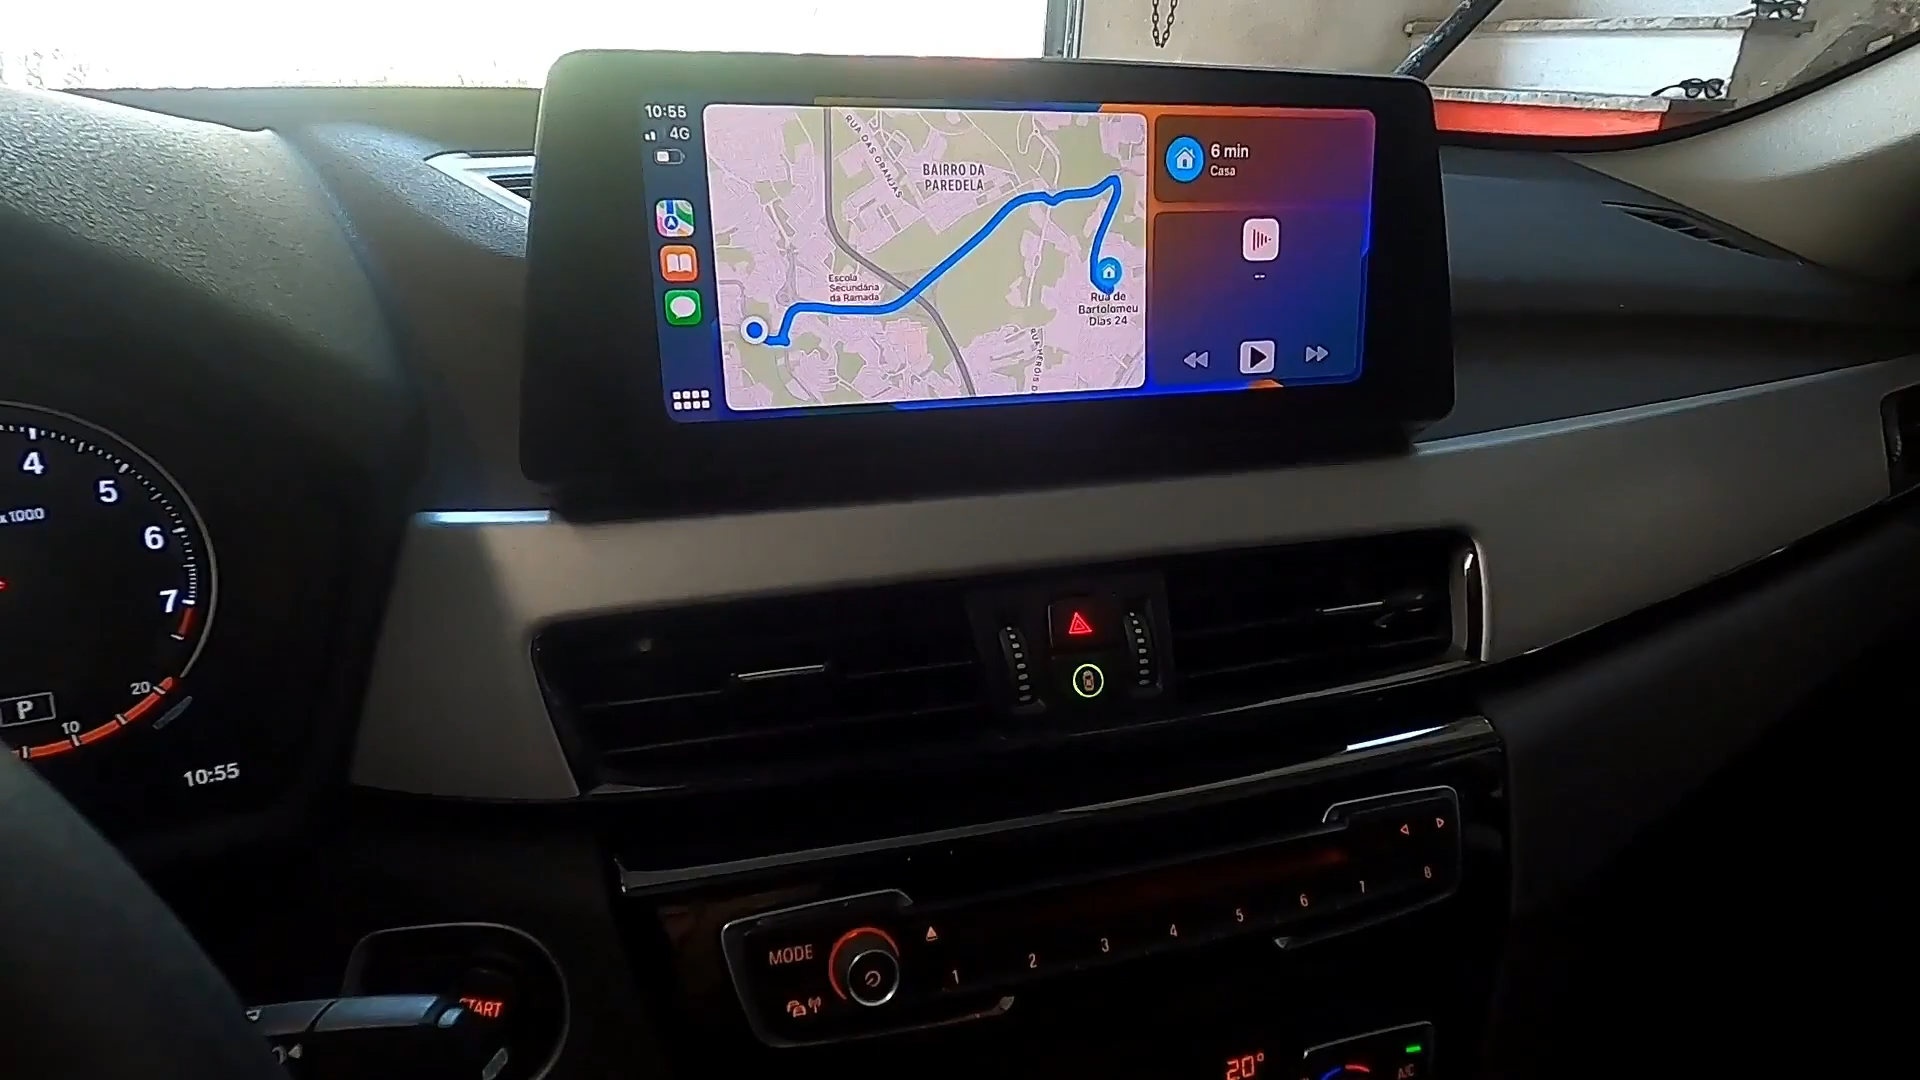 10:55
4G
RUA DAS ORANJAS
BAIRRO DA
PAREDELA
Escola
Secundária
da Ramada
Rua de
Bartolomeu
Dias 24
6 min
Casa
--
4
5
6
7
x1000
20
10
P
10:55
MODE
1
2
3
4
5
6
7
8
START
20°
A/C